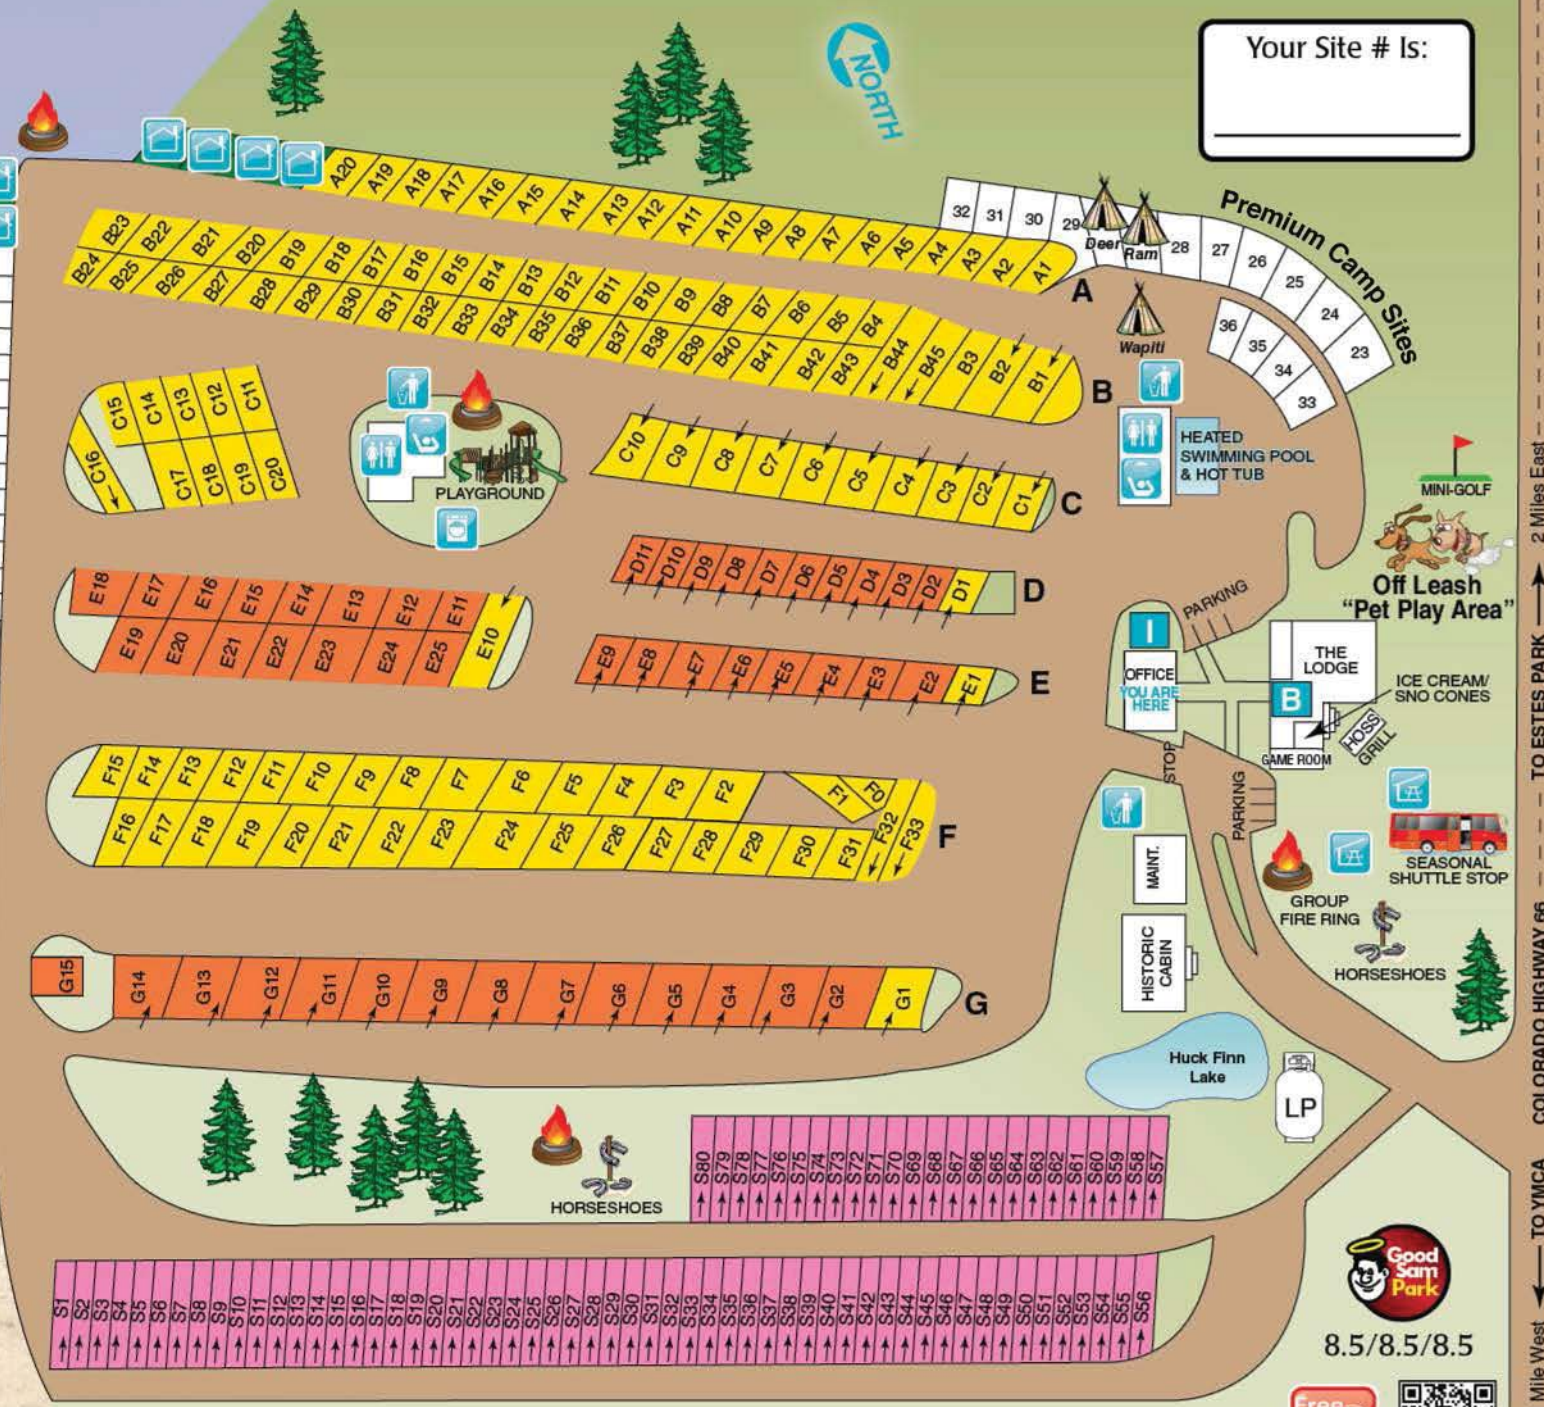 NORTH
Your Site # Is:
Premium Camp Sites
32 31 30 29 28 27 26 25 24 23
Deer
Ram
Wapiti
36 35 34 33
A20 A19 A18 A17 A16 A15 A14 A13 A12 A11 A10 A9 A8 A7 A6 A5 A4 A3 A2 A1
A
B23 B22 B21 B20 B19 B18 B17 B16 B15 B14 B13 B12 B11 B10 B9 B8 B7 B6 B5 B4
B24 B25 B26 B27 B28 B29 B30 B31 B32 B33 B34 B35 B36 B37 B38 B39 B40 B41 B42 B43 B44 B45 B3 B2 B1
B
C15 C14 C13 C12 C11
C16 C17 C18 C19 C20
PLAYGROUND
C10 C9 C8 C7 C6 C5 C4 C3 C2 C1
C
HEATED
SWIMMING POOL
& HOT TUB
MINI-GOLF
Off Leash
"Pet Play Area"
D11 D10 D9 D8 D7 D6 D5 D4 D3 D2 D1
D
E18 E17 E16 E15 E14 E13 E12 E11
E19 E20 E21 E22 E23 E24 E25 E10
E9 E8 E7 E6 E5 E4 E3 E2 E1
E
PARKING
I
OFFICE
YOU ARE
HERE
STOP
THE
LODGE
B
ICE CREAM/
SNO CONES
HOSS
GRILL
GAME ROOM
PARKING
F15 F14 F13 F12 F11 F10 F9 F8 F7 F6 F5 F4 F3 F2 F1 F0
F16 F17 F18 F19 F20 F21 F22 F23 F24 F25 F26 F27 F28 F29 F30 F31 F32 F33
F
MAINT.
HISTORIC
CABIN
SEASONAL
SHUTTLE STOP
GROUP
FIRE RING
HORSESHOES
G15 G14 G13 G12 G11 G10 G9 G8 G7 G6 G5 G4 G3 G2 G1
G
Huck Finn
Lake
LP
HORSESHOES
S80 S79 S78 S77 S76 S75 S74 S73 S72 S71 S70 S69 S68 S67 S66 S65 S64 S63 S62 S61 S60 S59 S58 S57
S1 S2 S3 S4 S5 S6 S7 S8 S9 S10 S11 S12 S13 S14 S15 S16 S17 S18 S19 S20 S21 S22 S23 S24 S25 S26 S27 S28 S29 S30 S31 S32 S33 S34 S35 S36 S37 S38 S39 S40 S41 S42 S43 S44 S45 S46 S47 S48 S49 S50 S51 S52 S53 S54 S55 S56
Good
Sam
Park
8.5/8.5/8.5
Free
Mile West TO YMCA COLORADO HIGHWAY 66 TO ESTES PARK 2 Miles East